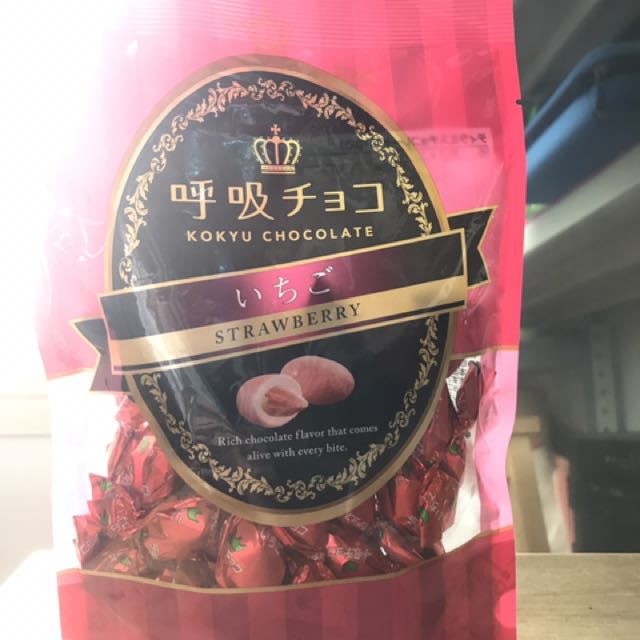 呼吸チョコ
KOKYU CHOCOLATE
いちご
STRAWBERRY
Rich chocolate flavor that comes
alive with every bite.